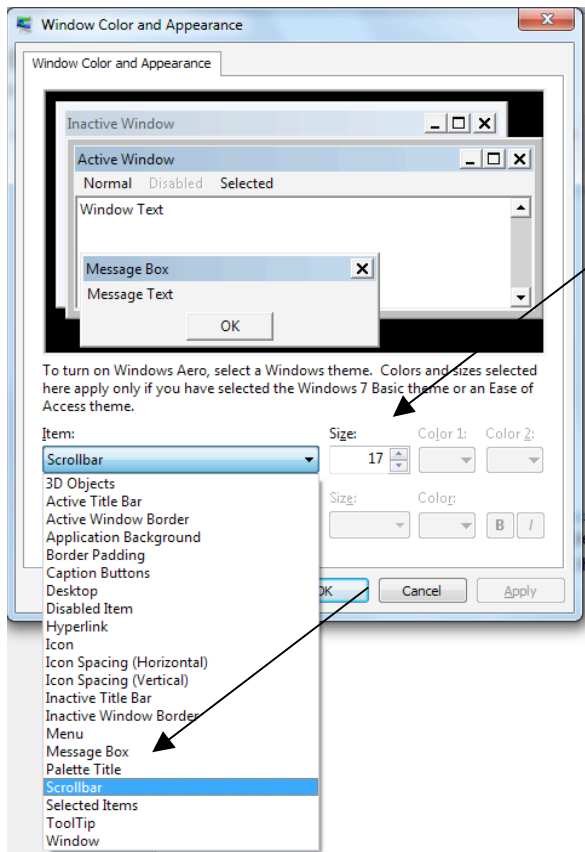 Window Color and Appearance
Window Color and Appearance
Inactive Window
Active Window
Normal Disabled Selected
Window Text
Message Box
Message Text
OK
To turn on Windows Aero, select a Windows theme. Colors and sizes selected
here apply only if you have selected the Windows 7 Basic theme or an Ease of
Access theme.
Item: Size: Color 1: Color 2:
Scrollbar 17
Size: Color:
B I
3D Objects
Active Title Bar
Active Window Border
Application Background
Border Padding
Caption Buttons
Desktop
Disabled Item
Hyperlink
Icon
Icon Spacing (Horizontal)
Icon Spacing (Vertical)
Inactive Title Bar
Inactive Window Border
Menu
Message Box
Palette Title
Scrollbar
Selected Items
ToolTip
Window
OK Cancel Apply